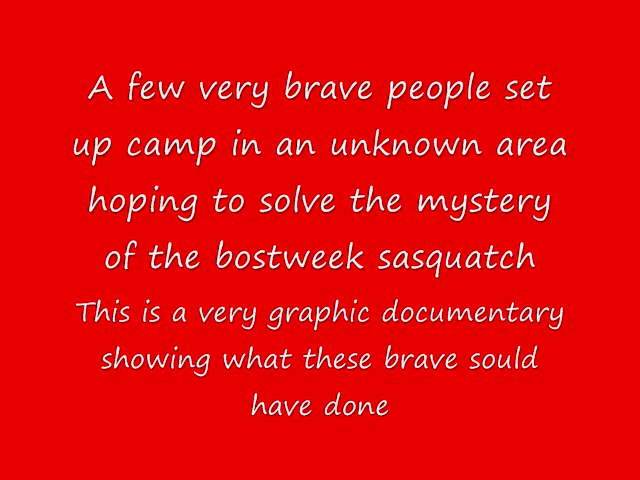 A few very brave people set
up camp in an unknown area
hoping to solve the mystery
of the bostweek sasquatch
This is a very graphic documentary
showing what these brave sould
have done